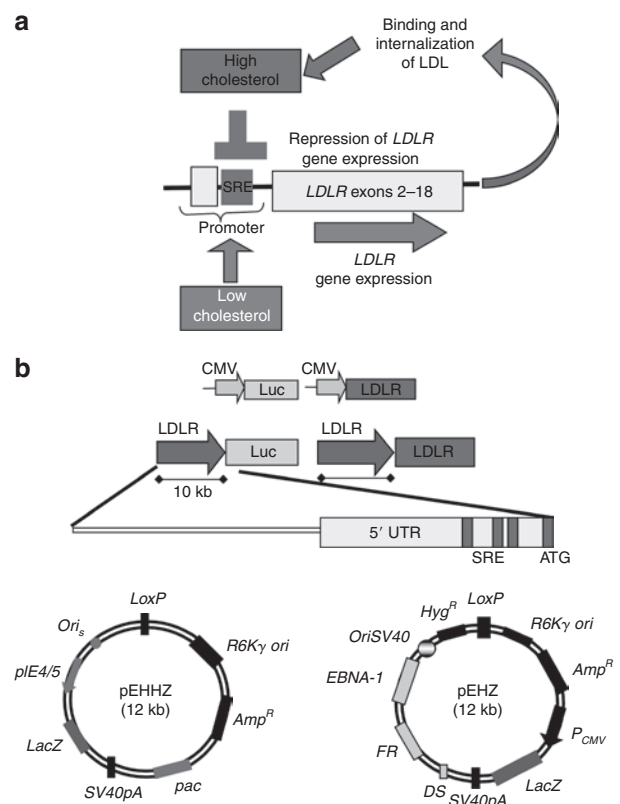 a
Binding and
internalization
of LDL
High
cholesterol
Repression of LDLR
gene expression
SRE
LDLR exons 2–18
Promoter
LDLR
gene expression
Low
cholesterol
b
CMV
Luc
CMV
LDLR
LDLR
Luc
LDLR
LDLR
10 kb
5′ UTR
SRE
ATG
LoxP
Oris
R6Kγ ori
pIE4/5
pEHHZ
(12 kb)
AmpR
LacZ
SV40pA
pac
LoxP
HygR
R6Kγ ori
OriSV40
AmpR
EBNA-1
pEHZ
(12 kb)
PCMV
FR
LacZ
DS
SV40pA